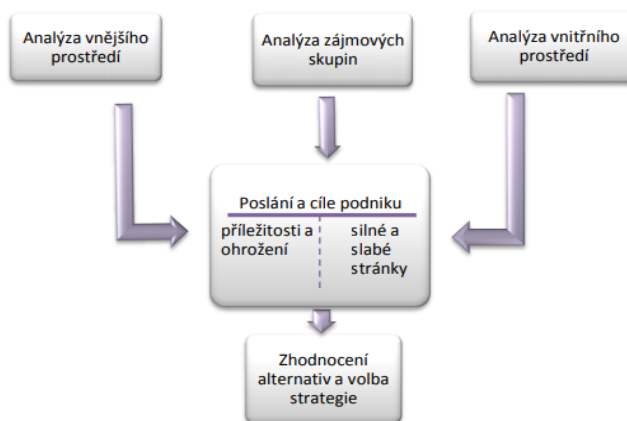 Analýza vnějšího
prostředí
Analýza zájmových
skupin
Analýza vnitřního
prostředí
Poslání a cíle podniku
příležitosti a
ohrožení
silné a
slabé
stránky
Zhodnocení
alternativ a volba
strategie